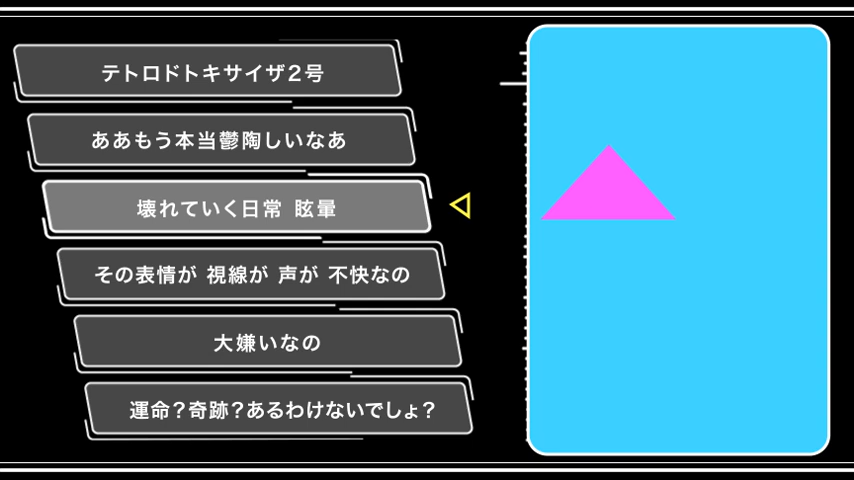 テトロドトキサイザ2号
ああもう本当鬱陶しいなあ
壊れていく日常 眩暈
その表情が 視線が 声が 不快なの
大嫌いなの
運命?奇跡?あるわけないでしょ?